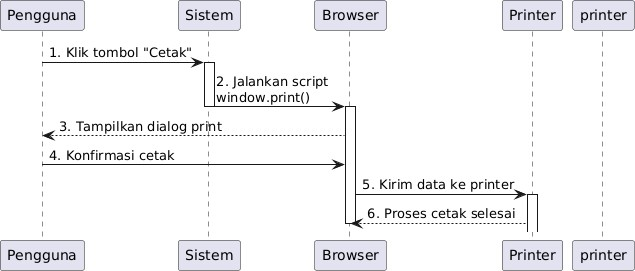 Pengguna
Sistem
Browser
Printer
printer
1. Klik tombol "Cetak"
2. Jalankan script
window.print()
3. Tampilkan dialog print
4. Konfirmasi cetak
5. Kirim data ke printer
6. Proses cetak selesai
Pengguna
Sistem
Browser
Printer
printer